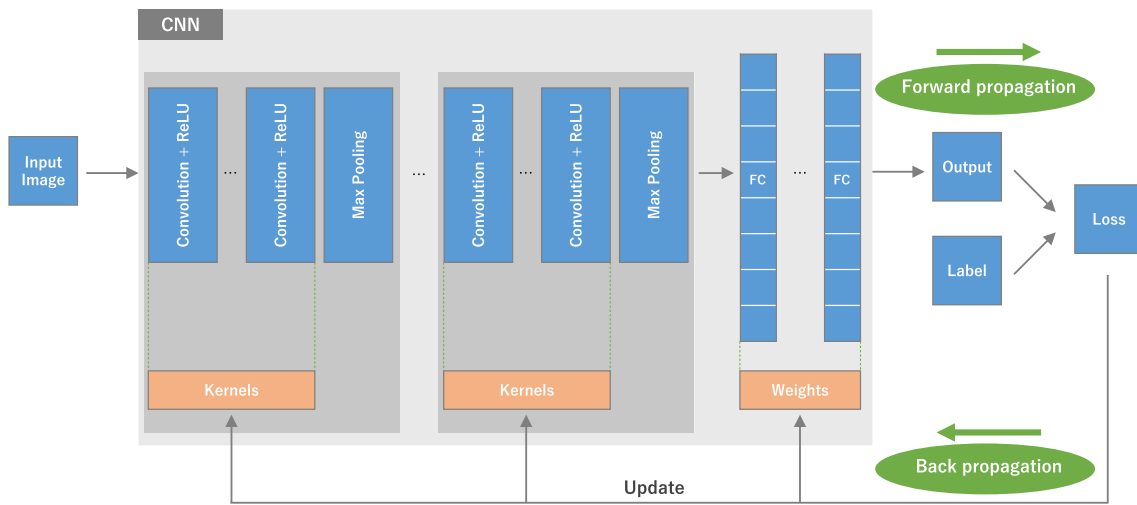 CNN
Forward propagation
Input
Image
Convolution + ReLU
...
Convolution + ReLU
Max Pooling
...
Convolution + ReLU
...
Convolution + ReLU
Max Pooling
FC
...
FC
Output
Label
Loss
Kernels
Kernels
Weights
Back propagation
Update